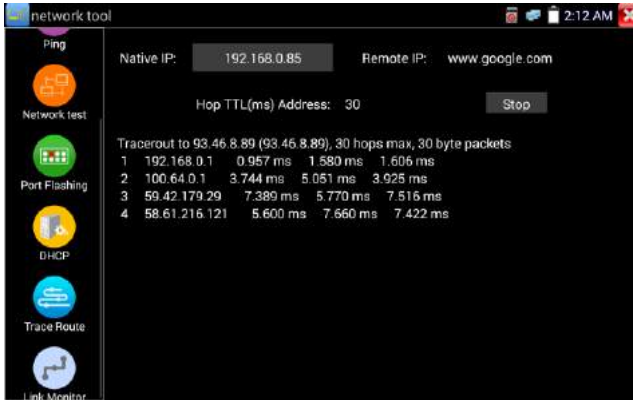 network tool
2:12 AM
Ping
Network test
Port Flashing
DHCP
Trace Route
Link Monitor
Native IP: 192.168.0.85 Remote IP: www.google.com
Hop TTL(ms) Address: 30 Stop
Tracerout to 93.46.8.89 (93.46.8.89), 30 hops max, 30 byte packets
1 192.168.0.1 0.957 ms 1.580 ms 1.606 ms
2 100.64.0.1 3.744 ms 5.051 ms 3.925 ms
3 59.42.179.29 7.389 ms 5.770 ms 7.516 ms
4 58.61.216.121 5.600 ms 7.660 ms 7.422 ms